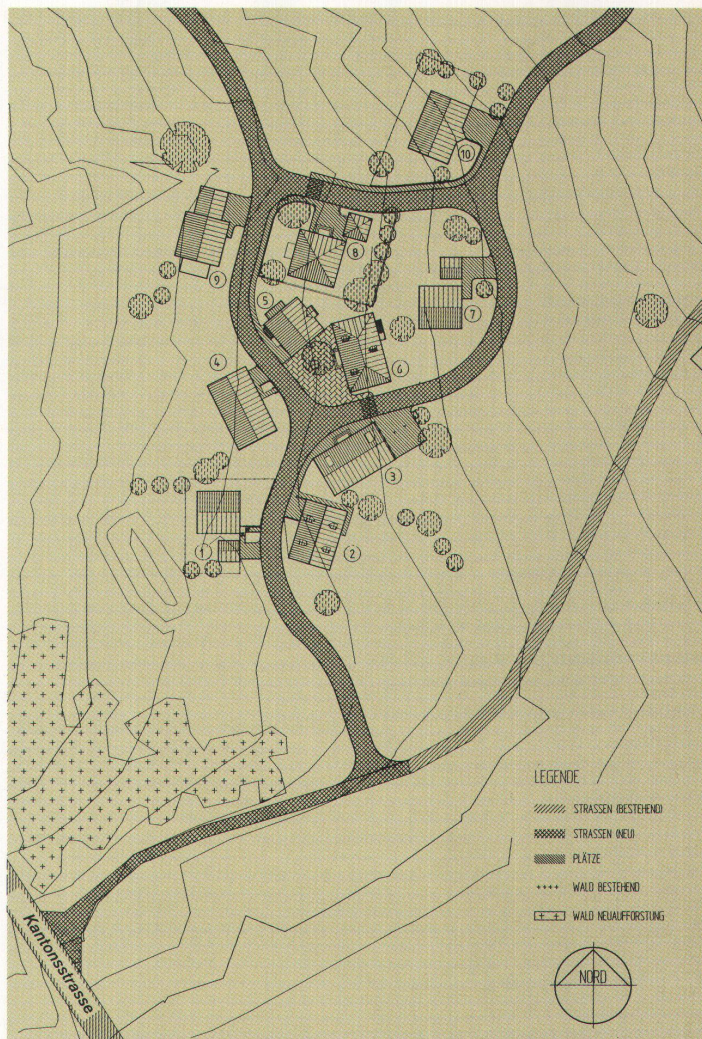 10
8
9
5
7
4
6
3
1
2
LEGENDE
STRASSEN (BESTEHEND)
STRASSEN (NEU)
PLÄTZE
WALD BESTEHEND
WALD NEUAUFFORSTUNG
Kantonsstrasse
NORD